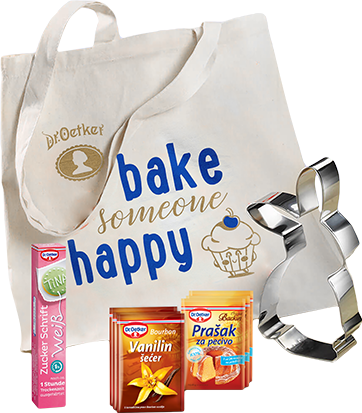 Dr.Oetker
bake
someone
happy
Dr.Oetker
TINA
Zucker Schrift
Weiß
1 Stunde
Dr.Oetker
Bourbon
Vanilin
šećer
Dr.Oetker
Backin
Prašak
za pecivo